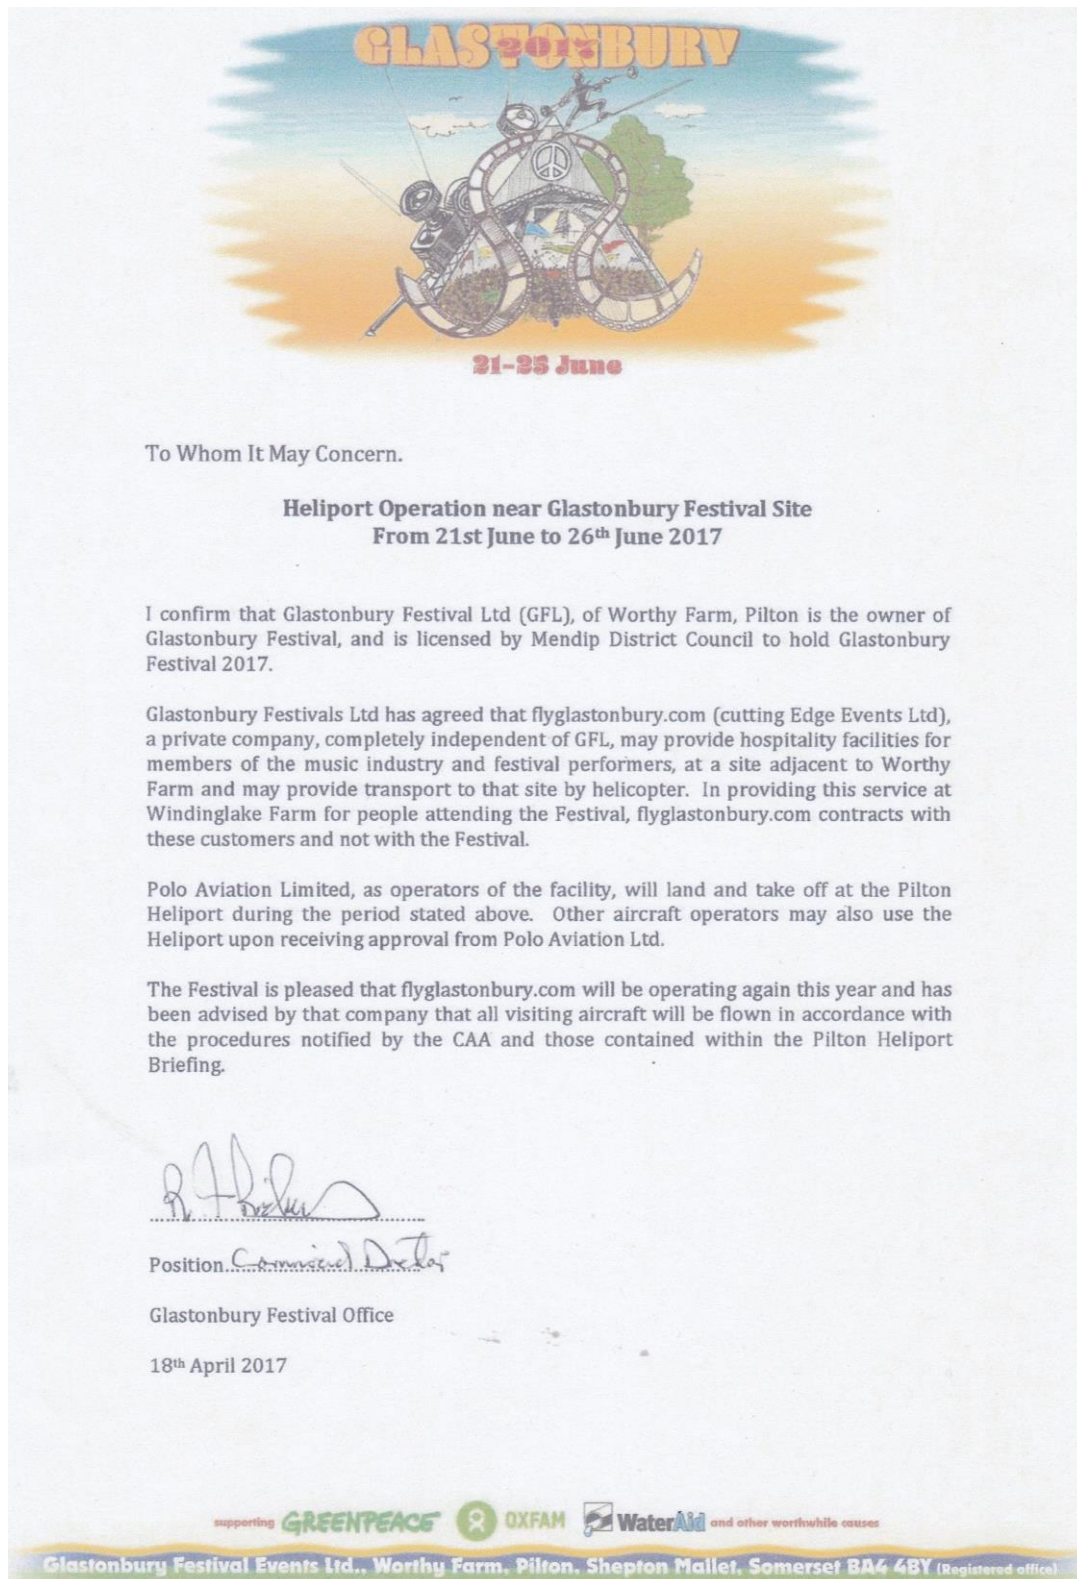 GLASTONBURY
2017
21-25 June
To Whom It May Concern.
Heliport Operation near Glastonbury Festival Site
From 21st June to 26th June 2017
I confirm that Glastonbury Festival Ltd (GFL), of Worthy Farm, Pilton is the owner of
Glastonbury Festival, and is licensed by Mendip District Council to hold Glastonbury
Festival 2017.
Glastonbury Festivals Ltd has agreed that flyglastonbury.com (cutting Edge Events Ltd),
a private company, completely independent of GFL, may provide hospitality facilities for
members of the music industry and festival performers, at a site adjacent to Worthy
Farm and may provide transport to that site by helicopter. In providing this service at
Windinglake Farm for people attending the Festival, flyglastonbury.com contracts with
these customers and not with the Festival.
Polo Aviation Limited, as operators of the facility, will land and take off at the Pilton
Heliport during the period stated above. Other aircraft operators may also use the
Heliport upon receiving approval from Polo Aviation Ltd.
The Festival is pleased that flyglastonbury.com will be operating again this year and has
been advised by that company that all visiting aircraft will be flown in accordance with
the procedures notified by the CAA and those contained within the Pilton Heliport
Briefing.
Position Commercial Director
Glastonbury Festival Office
18th April 2017
supporting GREENPEACE OXFAM WaterAid and other worthwhile causes
Glastonbury Festival Events Ltd., Worthy Farm, Pilton, Shepton Mallet, Somerset BA4 4BY (Registered office)